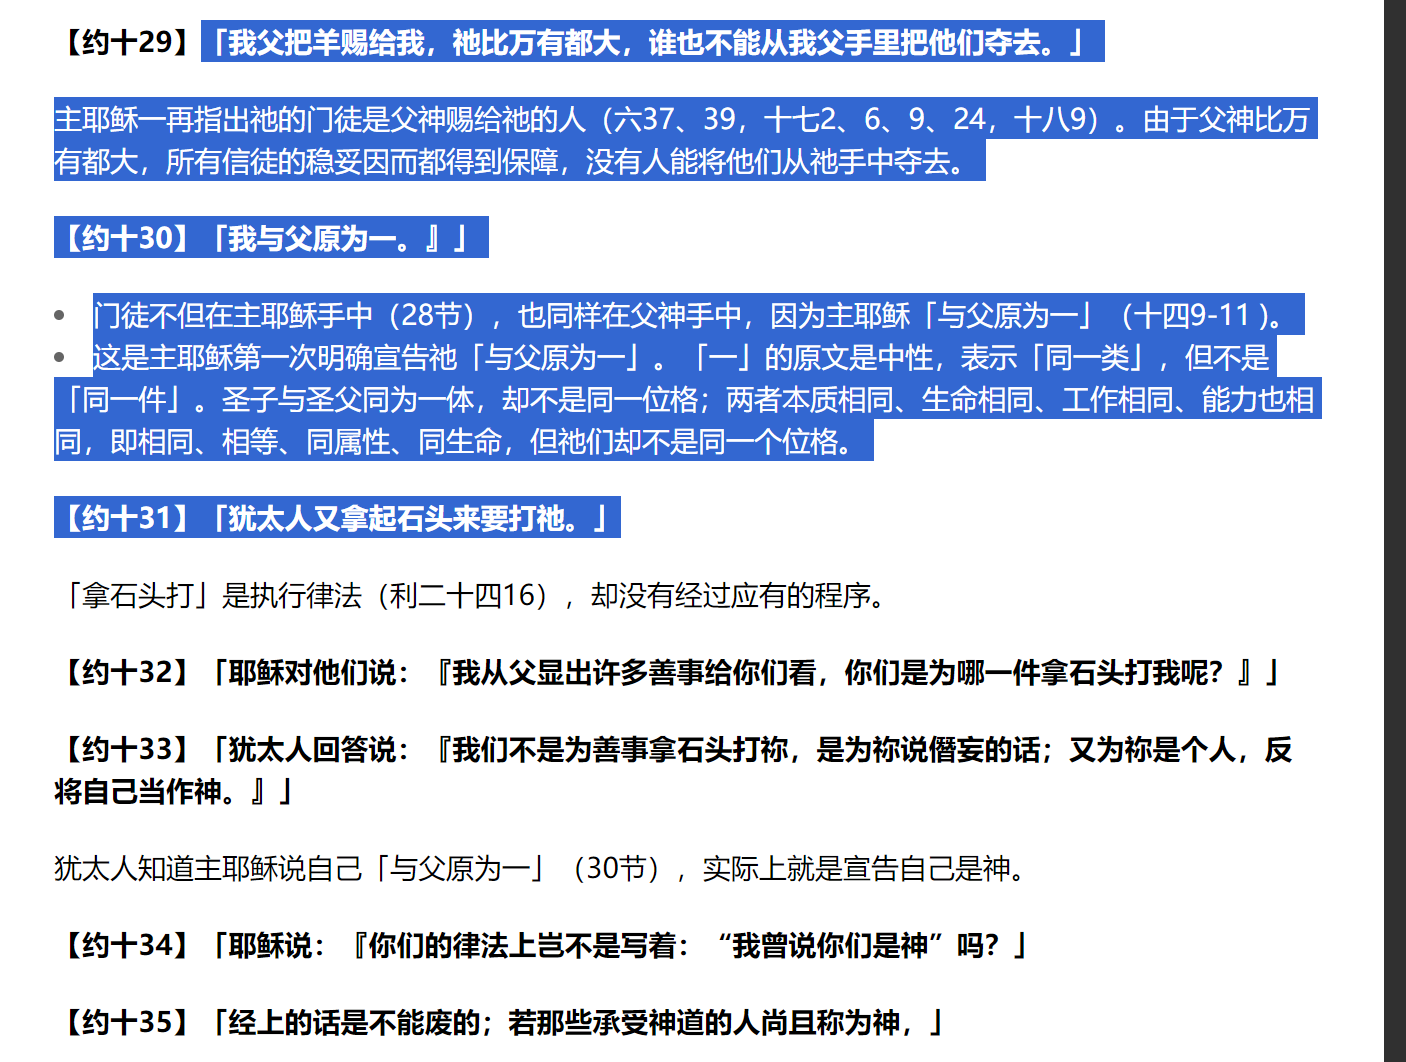 【约十29】「我父把羊赐给我，祂比万有都大，谁也不能从我父手里把他们夺去。」
主耶稣一再指出祂的门徒是父神赐给祂的人（六37、39，十七2、6、9、24，十八9）。由于父神比万
有都大，所有信徒的稳妥因而都得到保障，没有人能将他们从祂手中夺去。
【约十30】「我与父原为一。』」
• 门徒不但在主耶稣手中（28节），也同样在父神手中，因为主耶稣「与父原为一」（十四9-11 )。
• 这是主耶稣第一次明确宣告祂「与父原为一」。「一」的原文是中性，表示「同一类」，但不是
「同一件」。圣子与圣父同为一体，却不是同一位格；两者本质相同、生命相同、工作相同、能力也相
同，即相同、相等、同属性、同生命，但祂们却不是同一个位格。
【约十31】「犹太人又拿起石头来要打祂。」
「拿石头打」是执行律法（利二十四16），却没有经过应有的程序。
【约十32】「耶稣对他们说：『我从父显出许多善事给你们看，你们是为哪一件拿石头打我呢？』」
【约十33】「犹太人回答说：『我们不是为善事拿石头打祢，是为祢说僭妄的话；又为祢是个人，反
将自己当作神。』」
犹太人知道主耶稣说自己「与父原为一」（30节），实际上就是宣告自己是神。
【约十34】「耶稣说：『你们的律法上岂不是写着：“我曾说你们是神”吗？」
【约十35】「经上的话是不能废的；若那些承受神道的人尚且称为神，」